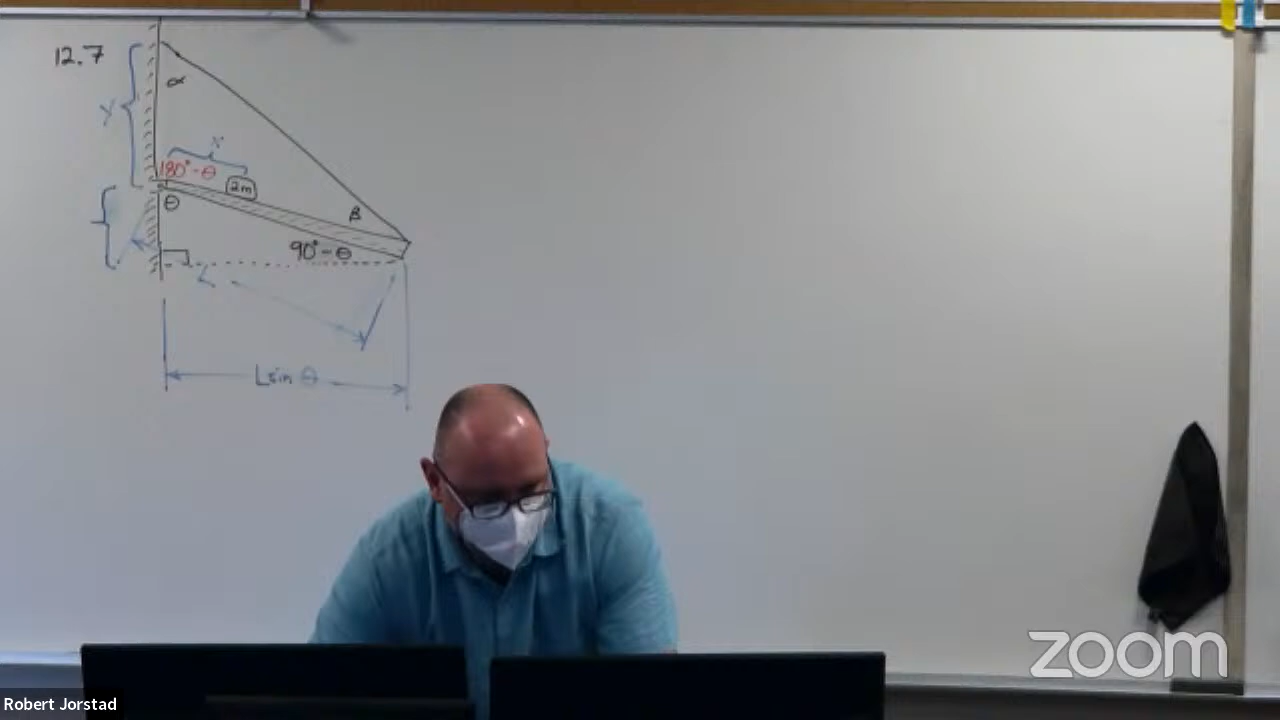 12.7
α
y
x
180° - θ
2m
θ
β
90° - θ
L
L sin θ
zoom
Robert Jorstad